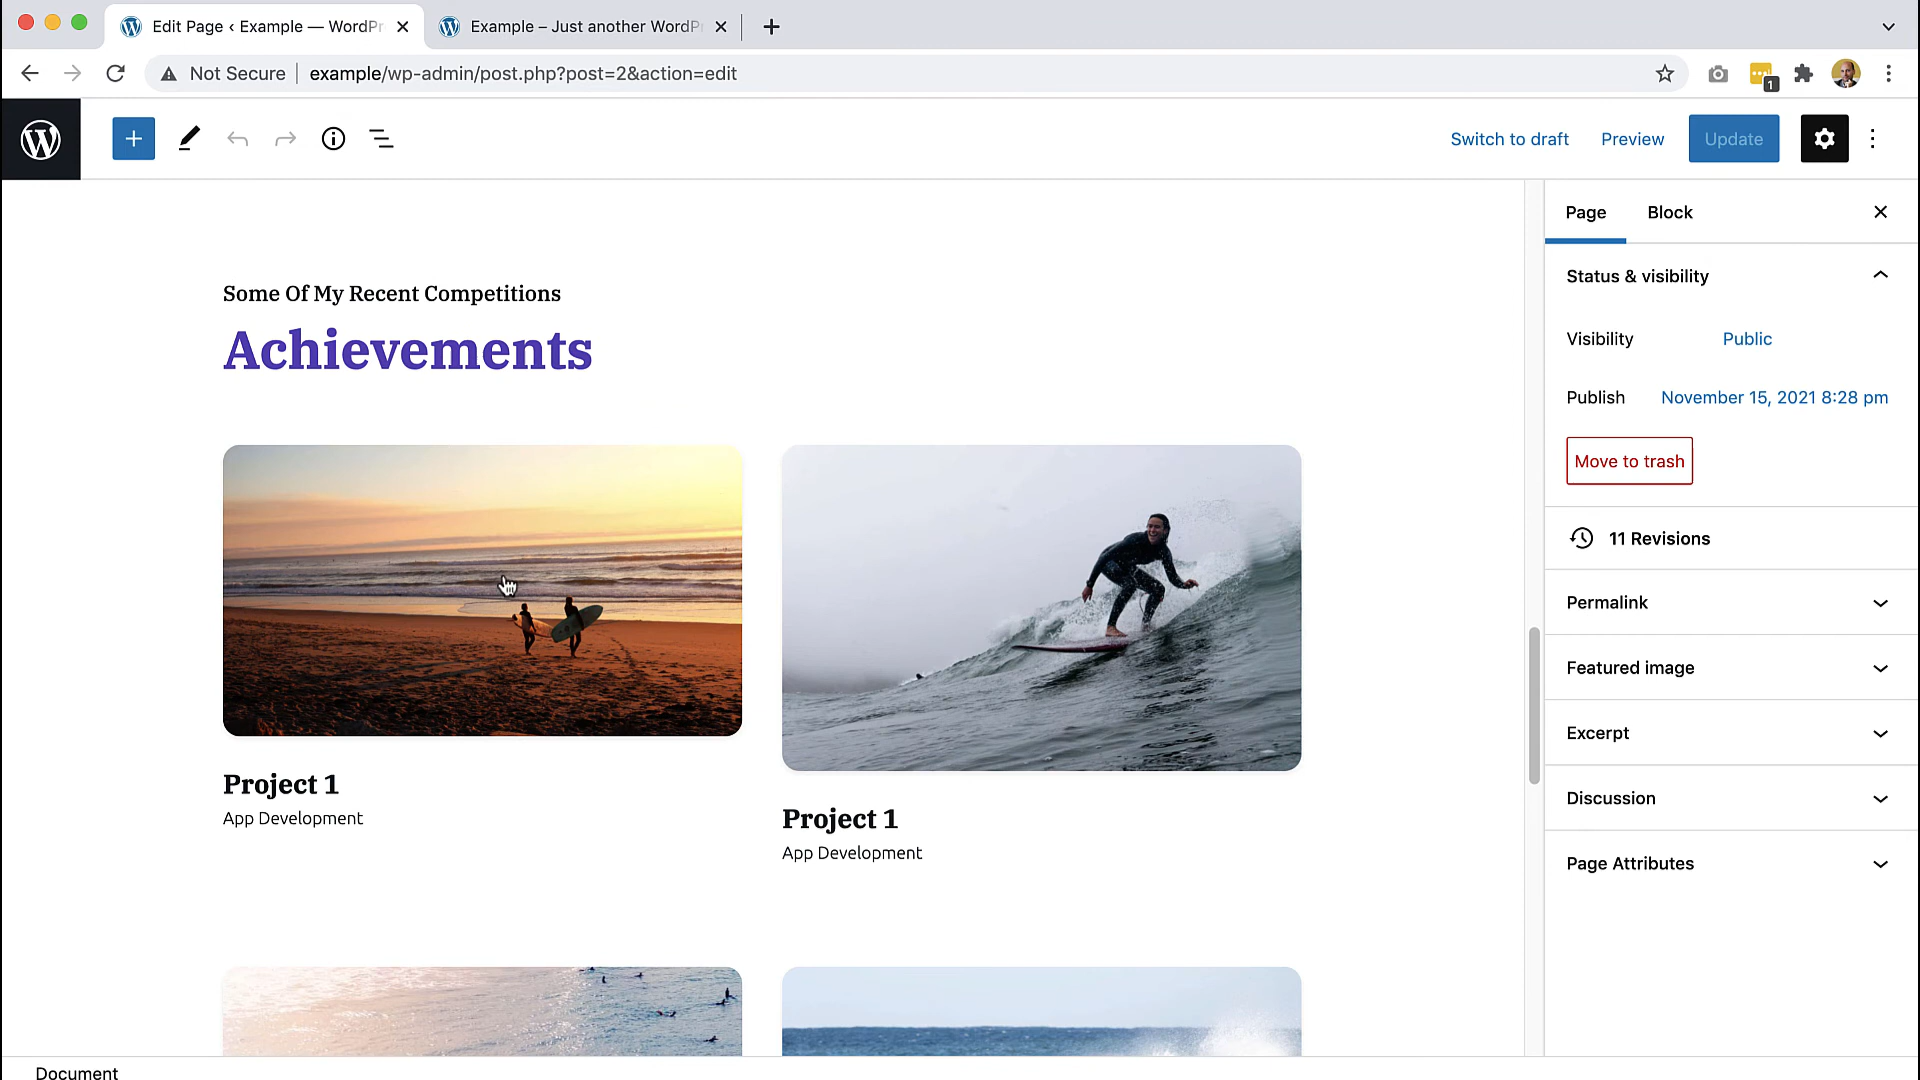 Edit Page ‹ Example — WordPr
Example – Just another WordPr
Not Secure
example/wp-admin/post.php?post=2&action=edit
1
Switch to draft
Preview
Update
Page
Block
Some Of My Recent Competitions
Achievements
Status & visibility
Visibility
Public
Publish
November 15, 2021 8:28 pm
Move to trash
11 Revisions
Permalink
Featured image
Excerpt
Discussion
Page Attributes
Project 1
App Development
Project 1
App Development
Document